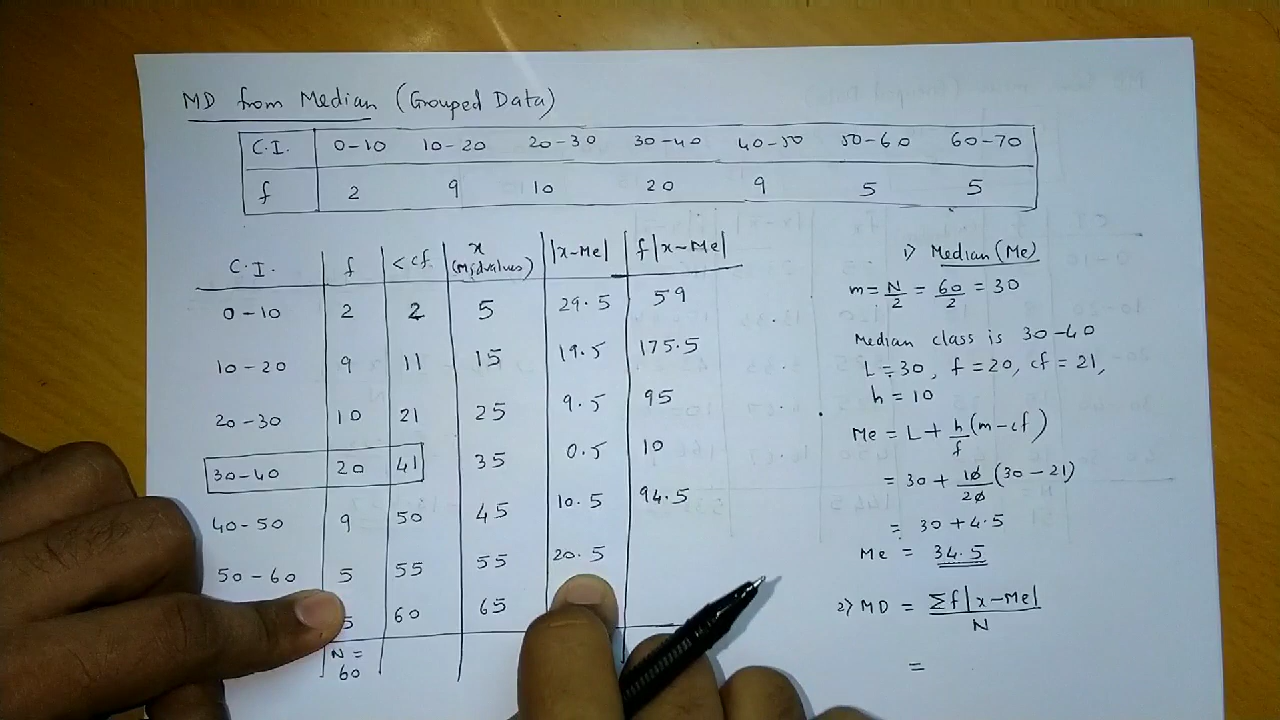 MD from Median (Grouped Data)
C.I. 0-10 10-20 20-30 30-40 40-50 50-60 60-70
f 2 9 10 20 9 5 5
C.I. f <cf. x (Midvalues) |x-Me| f|x-Me|
0-10 2 2 5 29.5 59
10-20 9 11 15 19.5 175.5
20-30 10 21 25 9.5 95
30-40 20 41 35 0.5 10
40-50 9 50 45 10.5 94.5
50-60 5 55 55 20.5
5 60 65
N = 60
1) Median (Me)
m = N/2 = 60/2 = 30
Median class is 30-40
L = 30, f = 20, cf = 21,
h = 10
Me = L + h/f (m - cf)
= 30 + 10/20 (30 - 21)
= 30 + 4.5
Me = 34.5
2) MD = Σf|x-Me| / N
=